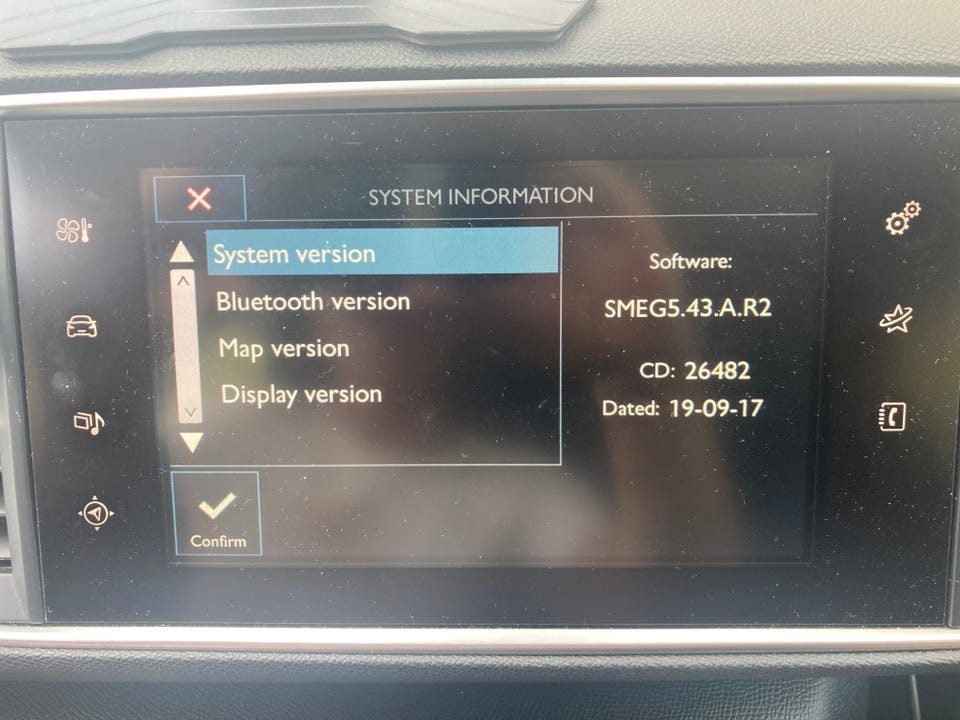 SYSTEM INFORMATION
System version
Bluetooth version
Map version
Display version
Software:
SMEG5.43.A.R2
CD: 26482
Dated: 19-09-17
Confirm